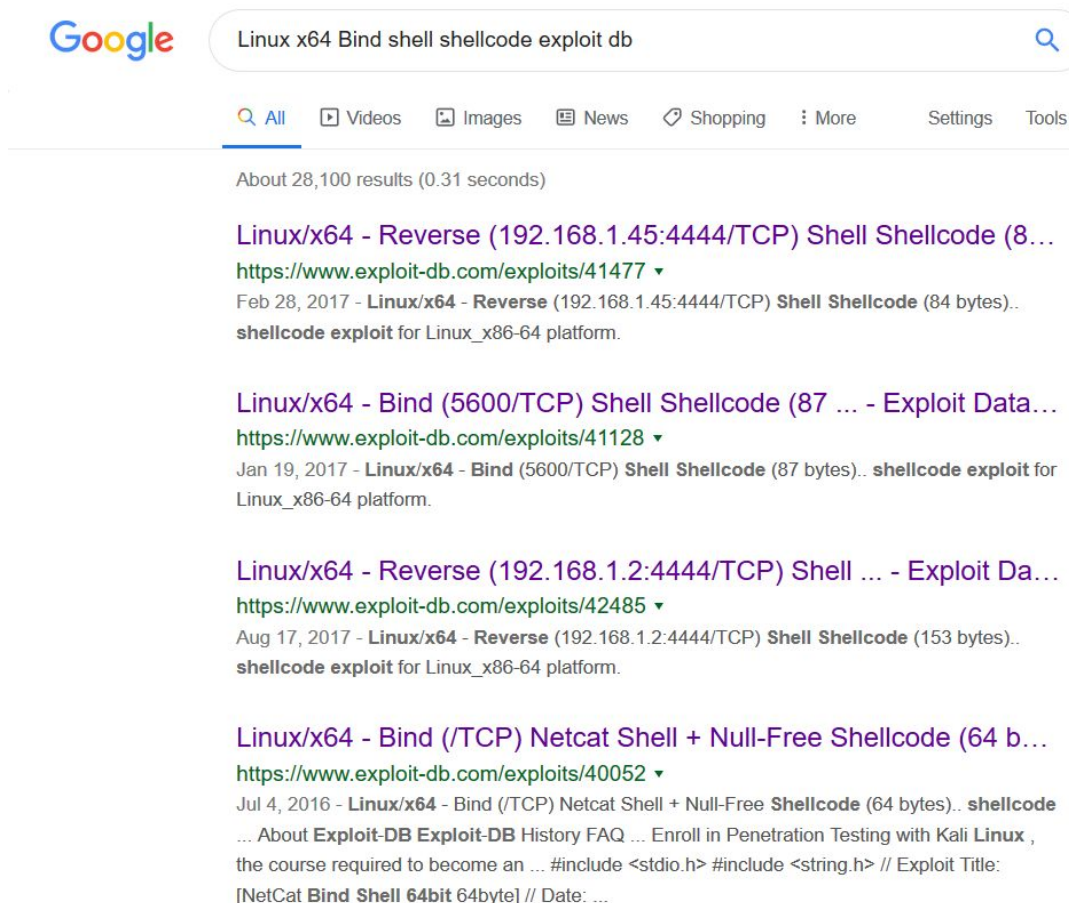 Google
Linux x64 Bind shell shellcode exploit db
All Videos Images News Shopping More Settings Tools
About 28,100 results (0.31 seconds)
Linux/x64 - Reverse (192.168.1.45:4444/TCP) Shell Shellcode (8...
https://www.exploit-db.com/exploits/41477
Feb 28, 2017 - Linux/x64 - Reverse (192.168.1.45:4444/TCP) Shell Shellcode (84 bytes)..
shellcode exploit for Linux_x86-64 platform.
Linux/x64 - Bind (5600/TCP) Shell Shellcode (87 ... - Exploit Data...
https://www.exploit-db.com/exploits/41128
Jan 19, 2017 - Linux/x64 - Bind (5600/TCP) Shell Shellcode (87 bytes).. shellcode exploit for
Linux_x86-64 platform.
Linux/x64 - Reverse (192.168.1.2:4444/TCP) Shell ... - Exploit Da...
https://www.exploit-db.com/exploits/42485
Aug 17, 2017 - Linux/x64 - Reverse (192.168.1.2:4444/TCP) Shell Shellcode (153 bytes)..
shellcode exploit for Linux_x86-64 platform.
Linux/x64 - Bind (/TCP) Netcat Shell + Null-Free Shellcode (64 b...
https://www.exploit-db.com/exploits/40052
Jul 4, 2016 - Linux/x64 - Bind (/TCP) Netcat Shell + Null-Free Shellcode (64 bytes).. shellcode
... About Exploit-DB Exploit-DB History FAQ ... Enroll in Penetration Testing with Kali Linux ,
the course required to become an ... #include <stdio.h> #include <string.h> // Exploit Title:
[NetCat Bind Shell 64bit 64byte] // Date: ...